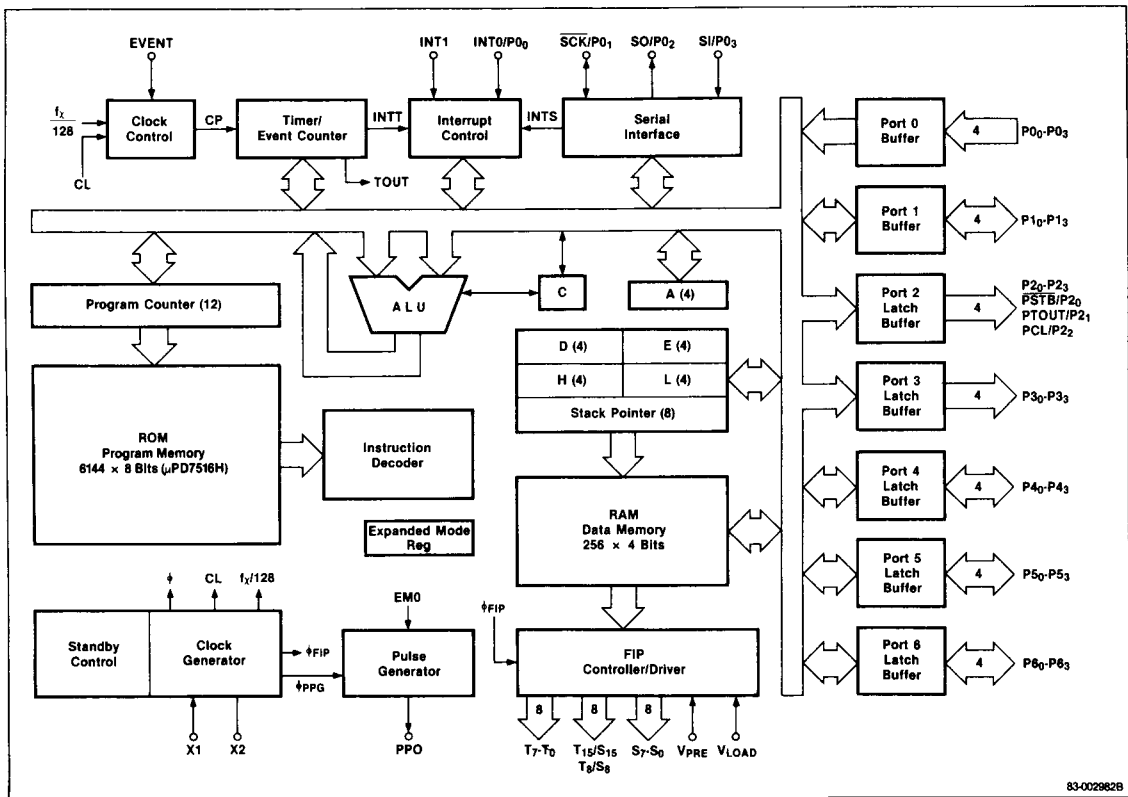 EVENT
INT1
INT0/P0₀
SCK/P0₁
SO/P0₂
SI/P0₃
fχ
128
CL
Clock
Control
CP
Timer/
Event Counter
TOUT
INTT
Interrupt
Control
INTS
Serial
Interface
Port 0
Buffer
4
P0₀-P0₃
Port 1
Buffer
4
P1₀-P1₃
Port 2
Latch
Buffer
4
P2₀-P2₃
PSTB/P2₀
PTOUT/P2₁
PCL/P2₂
Port 3
Latch
Buffer
4
P3₀-P3₃
Port 4
Latch
Buffer
4
P4₀-P4₃
Port 5
Latch
Buffer
4
P5₀-P5₃
Port 6
Latch
Buffer
4
P6₀-P6₃
Program Counter (12)
ALU
C
A (4)
D (4)
E (4)
H (4)
L (4)
Stack Pointer (8)
ROM
Program Memory
6144 × 8 Bits (μPD7516H)
Instruction
Decoder
Expanded Mode
Reg
RAM
Data Memory
256 × 4 Bits
ϕ
CL
fχ/128
Standby
Control
Clock
Generator
ϕFIP
ϕPPG
X1
X2
EM0
Pulse
Generator
PPO
ϕFIP
FIP
Controller/Driver
8
8
8
T₇-T₀
T₁₅/S₁₅
T₈/S₈
S₇-S₀
VPRE
VLOAD
83-002982B